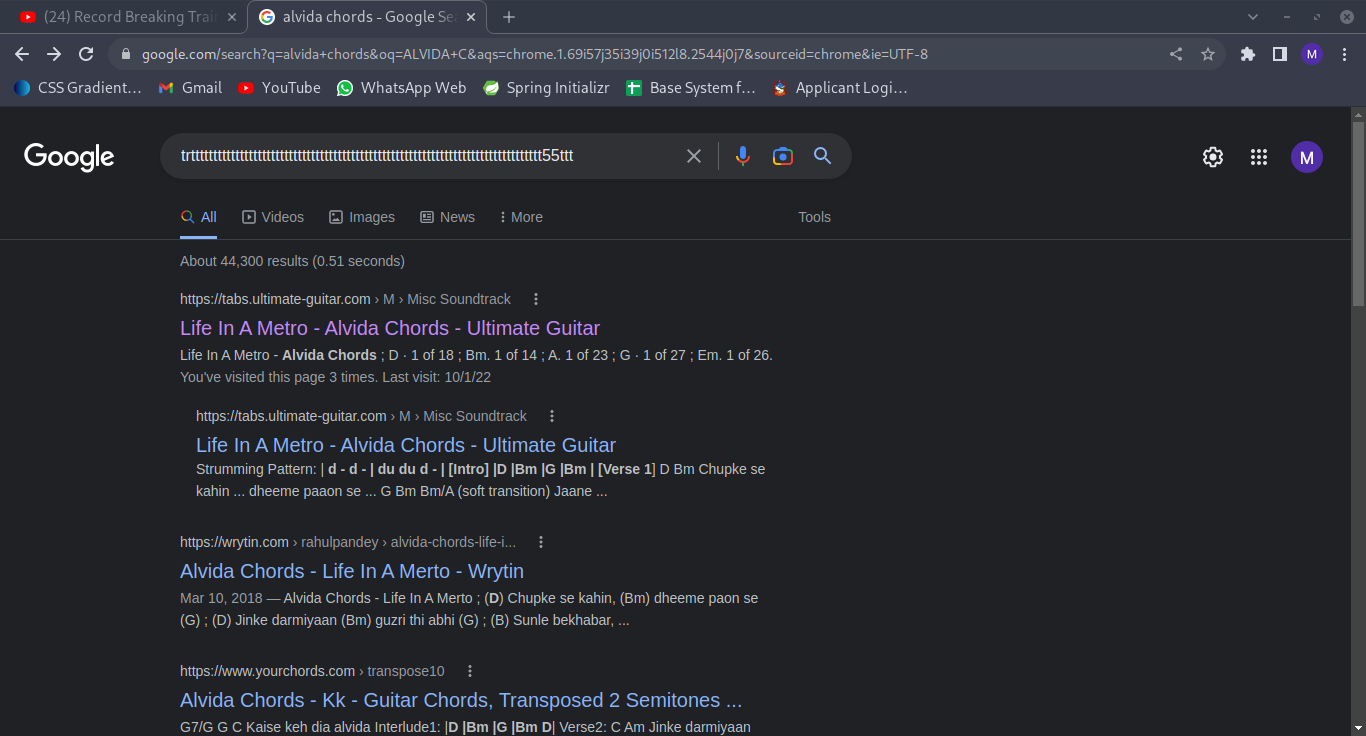 (24) Record Breaking Trai
alvida chords - Google Se
google.com/search?q=alvida+chords&oq=ALVIDA+C&aqs=chrome.1.69i57j35i39j0i512l8.2544j0j7&sourceid=chrome&ie=UTF-8
M
CSS Gradient… Gmail YouTube WhatsApp Web Spring Initializr Base System f… Applicant Logi…
Google
M
All Videos Images News More Tools
About 44,300 results (0.51 seconds)
https://tabs.ultimate-guitar.com › M › Misc Soundtrack
Life In A Metro - Alvida Chords - Ultimate Guitar
Life In A Metro - Alvida Chords ; D · 1 of 18 ; Bm. 1 of 14 ; A. 1 of 23 ; G · 1 of 27 ; Em. 1 of 26.
You've visited this page 3 times. Last visit: 10/1/22
https://tabs.ultimate-guitar.com › M › Misc Soundtrack
Life In A Metro - Alvida Chords - Ultimate Guitar
Strumming Pattern: | d - d - | du du d - | [Intro] |D |Bm |G |Bm | [Verse 1] D Bm Chupke se
kahin ... dheeme paaon se ... G Bm Bm/A (soft transition) Jaane ...
https://wrytin.com › rahulpandey › alvida-chords-life-i...
Alvida Chords - Life In A Merto - Wrytin
Mar 10, 2018 — Alvida Chords - Life In A Merto ; (D) Chupke se kahin, (Bm) dheeme paon se
(G) ; (D) Jinke darmiyaan (Bm) guzri thi abhi (G) ; (B) Sunle bekhabar, ...
https://www.yourchords.com › transpose10
Alvida Chords - Kk - Guitar Chords, Transposed 2 Semitones ...
G7/G G C Kaise keh dia alvida Interlude1: |D |Bm |G |Bm D| Verse2: C Am Jinke darmiyaan